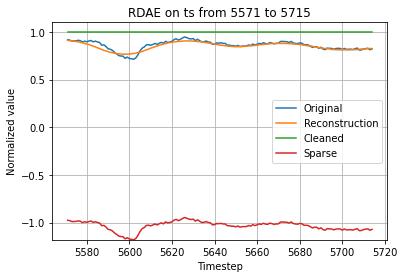 RDAE on ts from 5571 to 5715
1.0
0.5
0.0
−0.5
−1.0
Normalized value
Original
Reconstruction
Cleaned
Sparse
5580 5600 5620 5640 5660 5680 5700 5720
Timestep